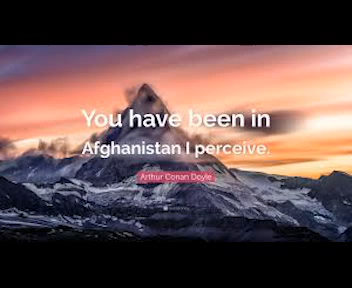 You have been in
Afghanistan I perceive.
Arthur Conan Doyle